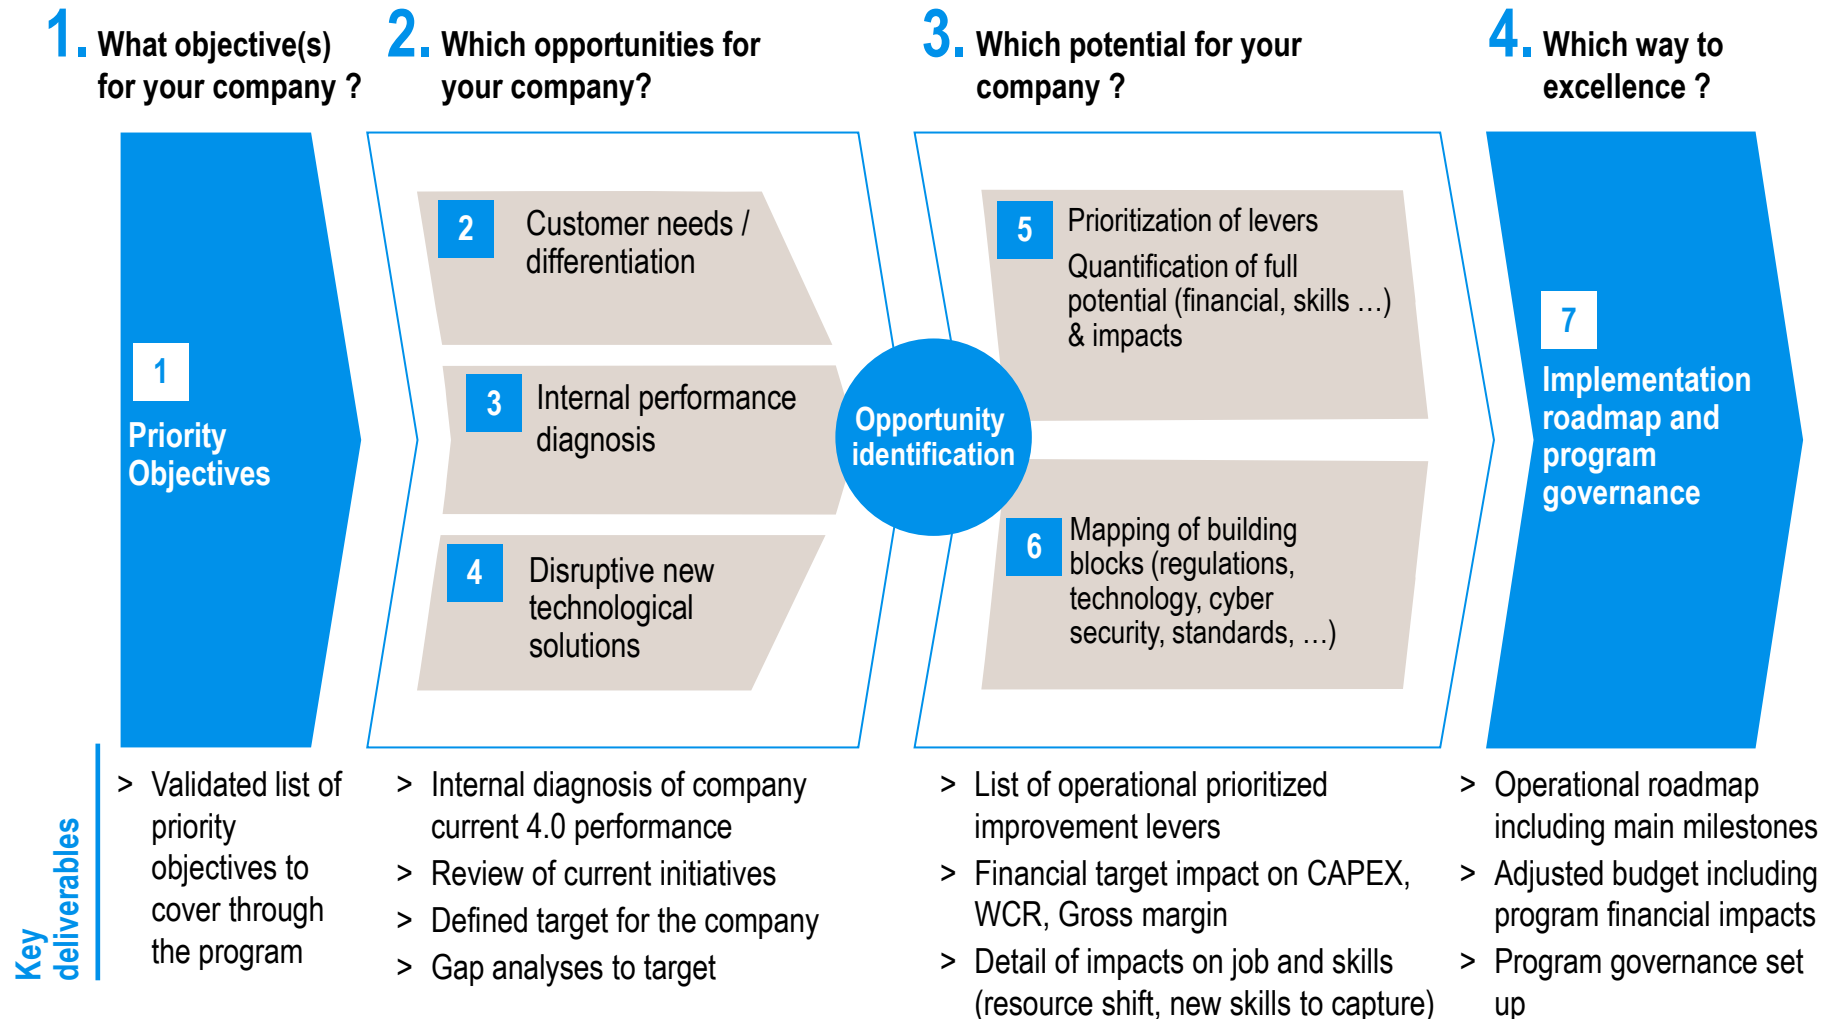 1. What objective(s)
for your company ?
2. Which opportunities for
your company?
3. Which potential for your
company ?
4. Which way to
excellence ?
1
Priority
Objectives
2
Customer needs /
differentiation
3
Internal performance
diagnosis
4
Disruptive new
technological
solutions
Opportunity
identification
5
Prioritization of levers
Quantification of full
potential (financial, skills …)
& impacts
6
Mapping of building
blocks (regulations,
technology, cyber
security, standards, …)
7
Implementation
roadmap and
program
governance
Key
deliverables
> Validated list of
priority
objectives to
cover through
the program
> Internal diagnosis of company
current 4.0 performance
> Review of current initiatives
> Defined target for the company
> Gap analyses to target
> List of operational prioritized
improvement levers
> Financial target impact on CAPEX,
WCR, Gross margin
> Detail of impacts on job and skills
(resource shift, new skills to capture)
> Operational roadmap
including main milestones
> Adjusted budget including
program financial impacts
> Program governance set
up